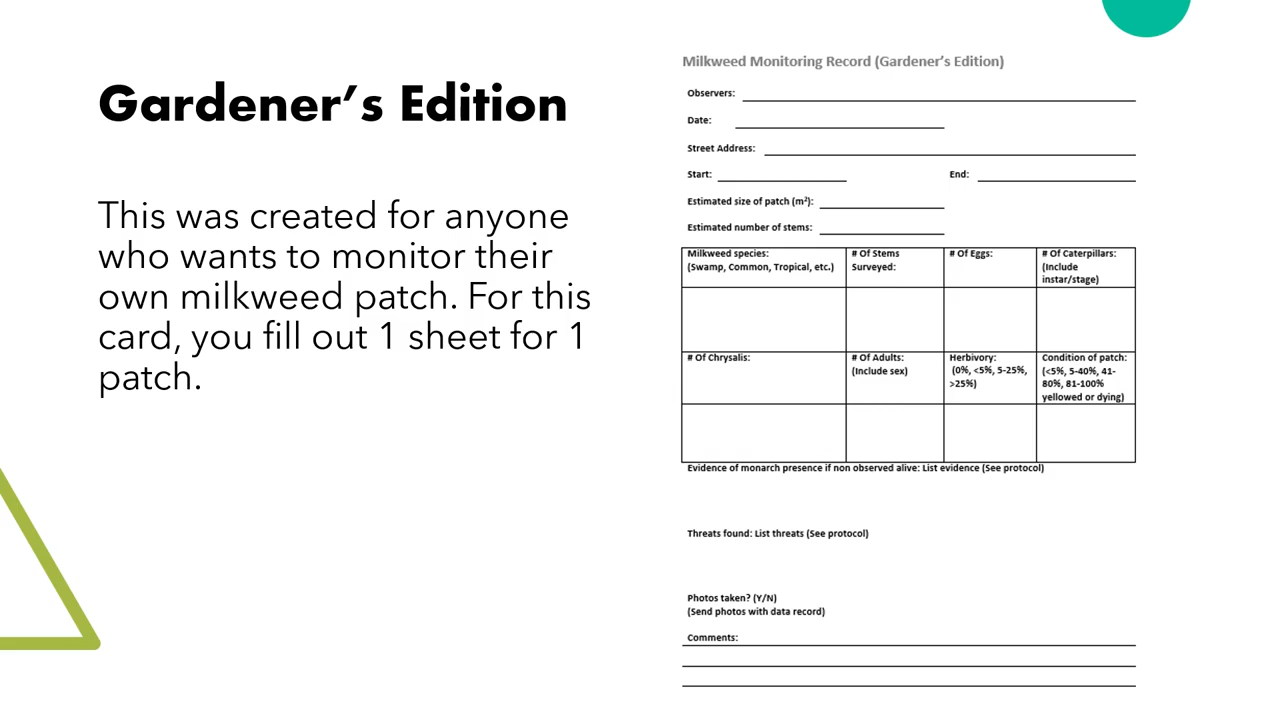 Gardener's Edition
This was created for anyone
who wants to monitor their
own milkweed patch. For this
card, you fill out 1 sheet for 1
patch.
Milkweed Monitoring Record (Gardener's Edition)
Observers:
Date:
Street Address:
Start: End:
Estimated size of patch (m²):
Estimated number of stems:
Milkweed species:
(Swamp, Common, Tropical, etc.)
# Of Stems
Surveyed:
# Of Eggs:
# Of Caterpillars:
(Include
instar/stage)
# Of Chrysalis:
# Of Adults:
(Include sex)
Herbivory:
(0%, <5%, 5-25%,
>25%)
Condition of patch:
(<5%, 5-40%, 41-
80%, 81-100%
yellowed or dying)
Evidence of monarch presence if non observed alive: List evidence (See protocol)
Threats found: List threats (See protocol)
Photos taken? (Y/N)
(Send photos with data record)
Comments: